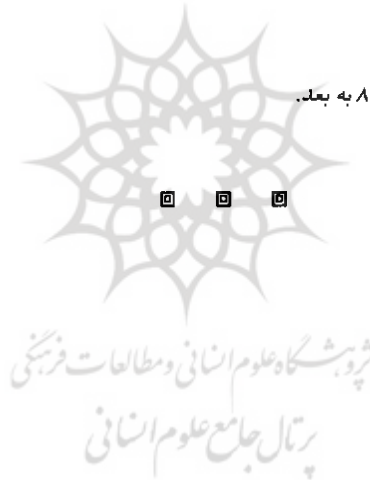 ۸ به بعد.
پژوهشگاه علوم انسانی و مطالعات فرهنگی
پرتال جامع علوم انسانی